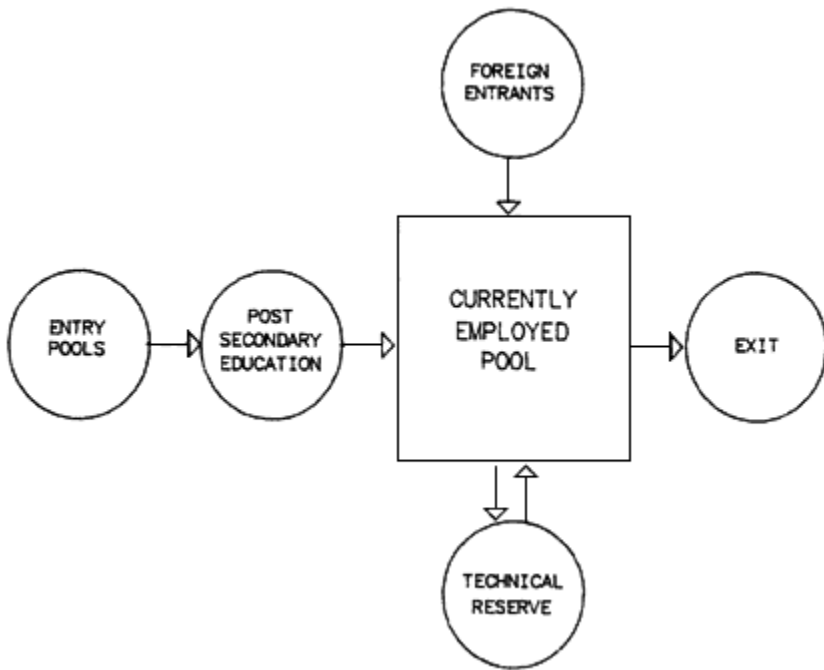 FOREIGN
ENTRANTS
ENTRY
POOLS
POST
SECONDARY
EDUCATION
CURRENTLY
EMPLOYED
POOL
EXIT
TECHNICAL
RESERVE